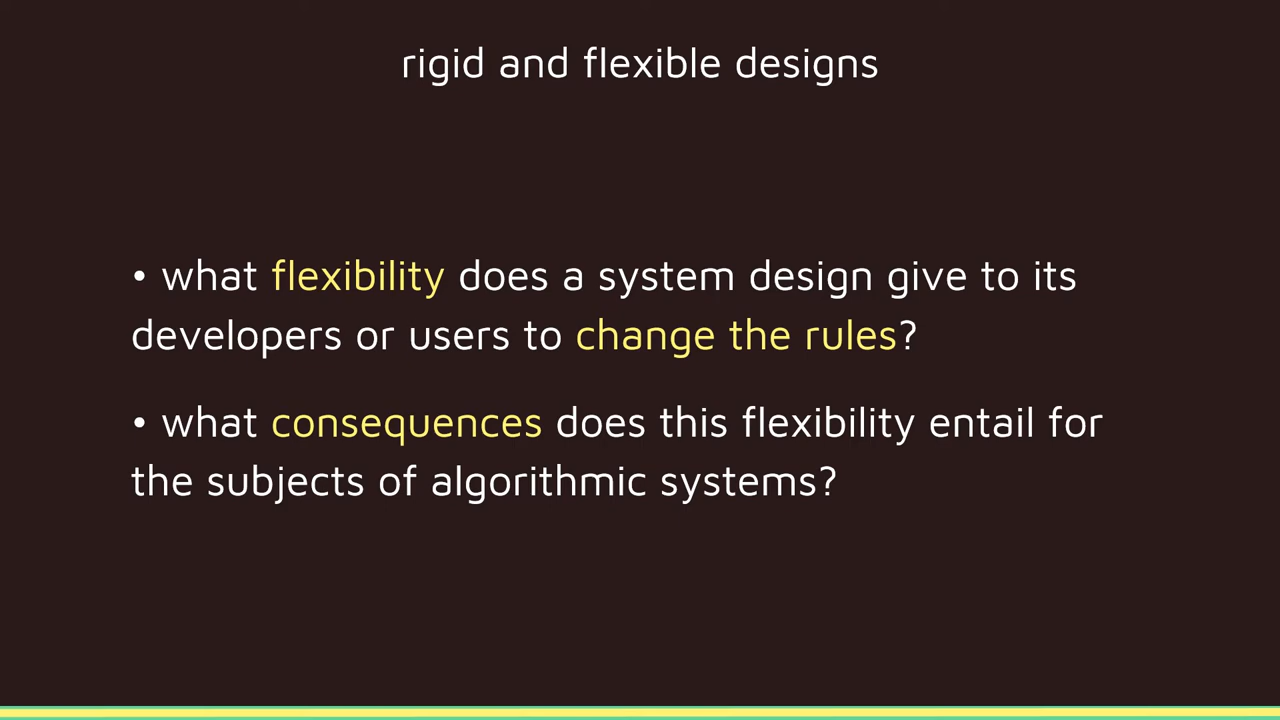 rigid and flexible designs
• what flexibility does a system design give to its
developers or users to change the rules?
• what consequences does this flexibility entail for
the subjects of algorithmic systems?